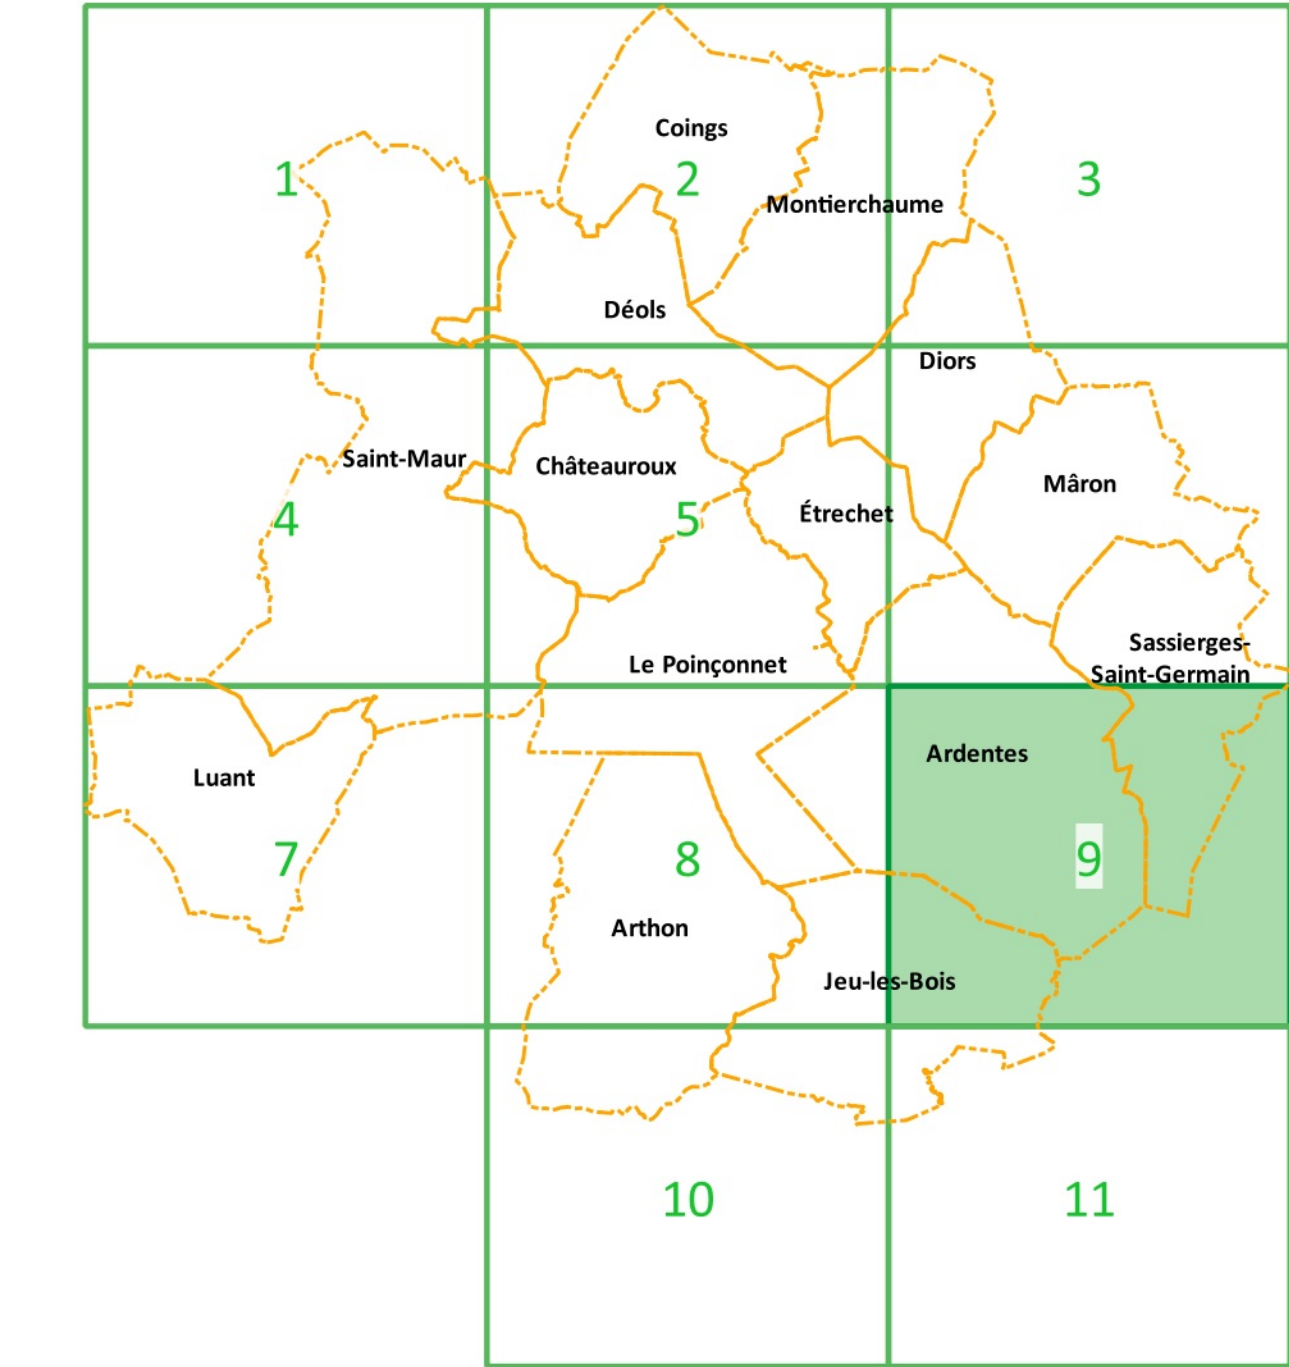 Coings
1
2
3
Montierchaume
Déols
Diors
Saint-Maur
Châteauroux
Mâron
4
5
Étrechet
Sassierges-
Saint-Germain
Le Poinçonnet
Ardentes
Luant
7
8
9
Arthon
Jeu-les-Bois
10
11